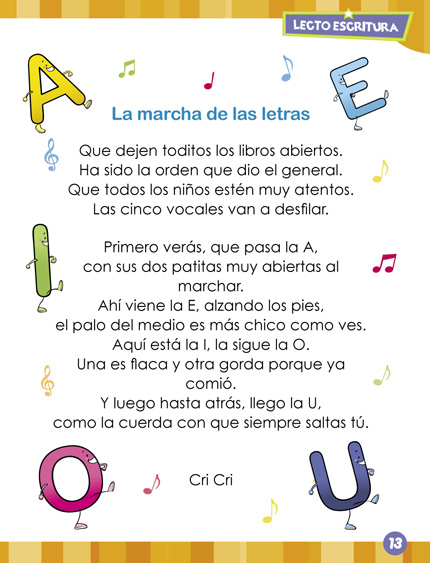 LECTO ESCRITURA
A
E
La marcha de las letras
Que dejen toditos los libros abiertos.
Ha sido la orden que dio el general.
Que todos los niños estén muy atentos.
Las cinco vocales van a desfilar.
I
Primero verás, que pasa la A,
con sus dos patitas muy abiertas al
marchar.
Ahí viene la E, alzando los pies,
el palo del medio es más chico como ves.
Aquí está la I, la sigue la O.
Una es flaca y otra gorda porque ya
comió.
Y luego hasta atrás, llego la U,
como la cuerda con que siempre saltas tú.
O
Cri Cri
U
13